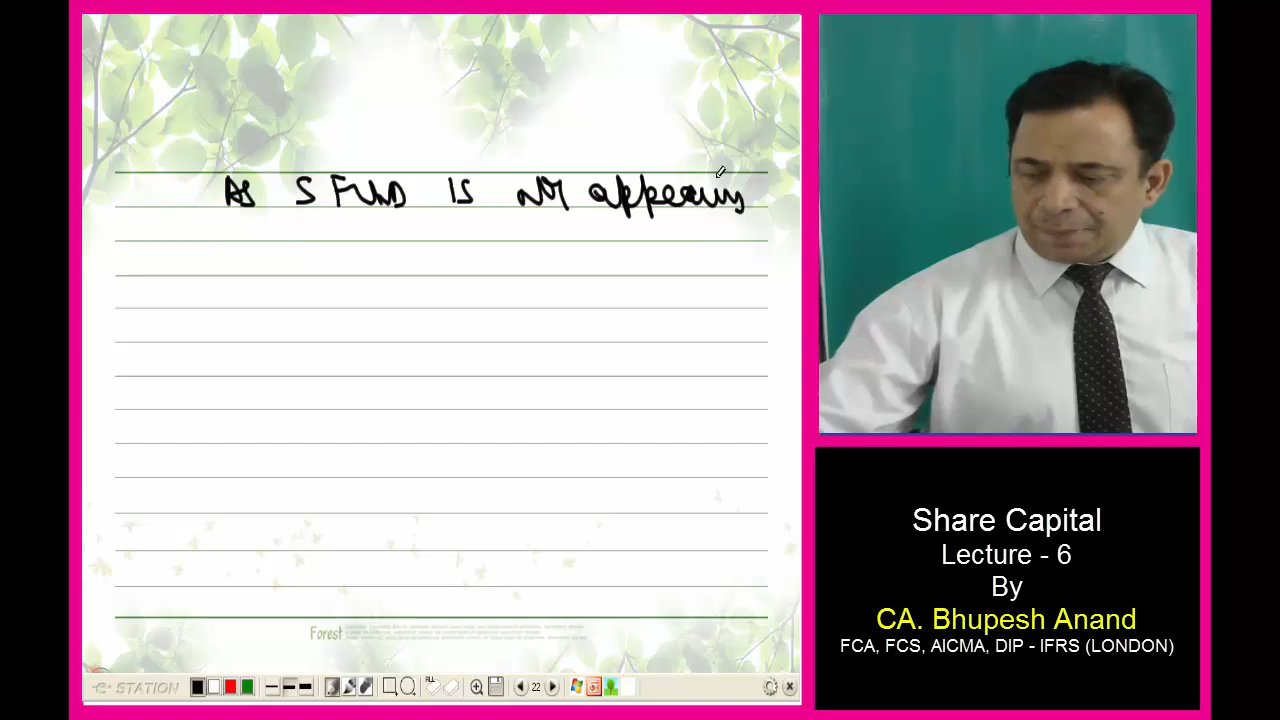 As S Fund is not appearing
Share Capital
Lecture - 6
By
CA. Bhupesh Anand
FCA, FCS, AICMA, DIP - IFRS (LONDON)
Forest
e- STATION
22